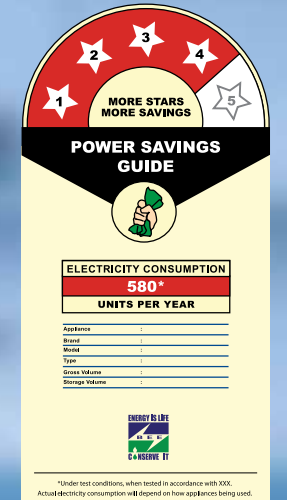 1 2 3 4 5
MORE STARS
MORE SAVINGS
POWER SAVINGS
GUIDE
ELECTRICITY CONSUMPTION
580*
UNITS PER YEAR
Appliance :
Brand :
Model :
Type :
Gross Volume :
Storage Volume :
ENERGY IS LIFE
BEE
CONSERVE IT
*Under test conditions, when tested in accordance with XXX.
Actual electricity consumption will depend on how appliances being used.